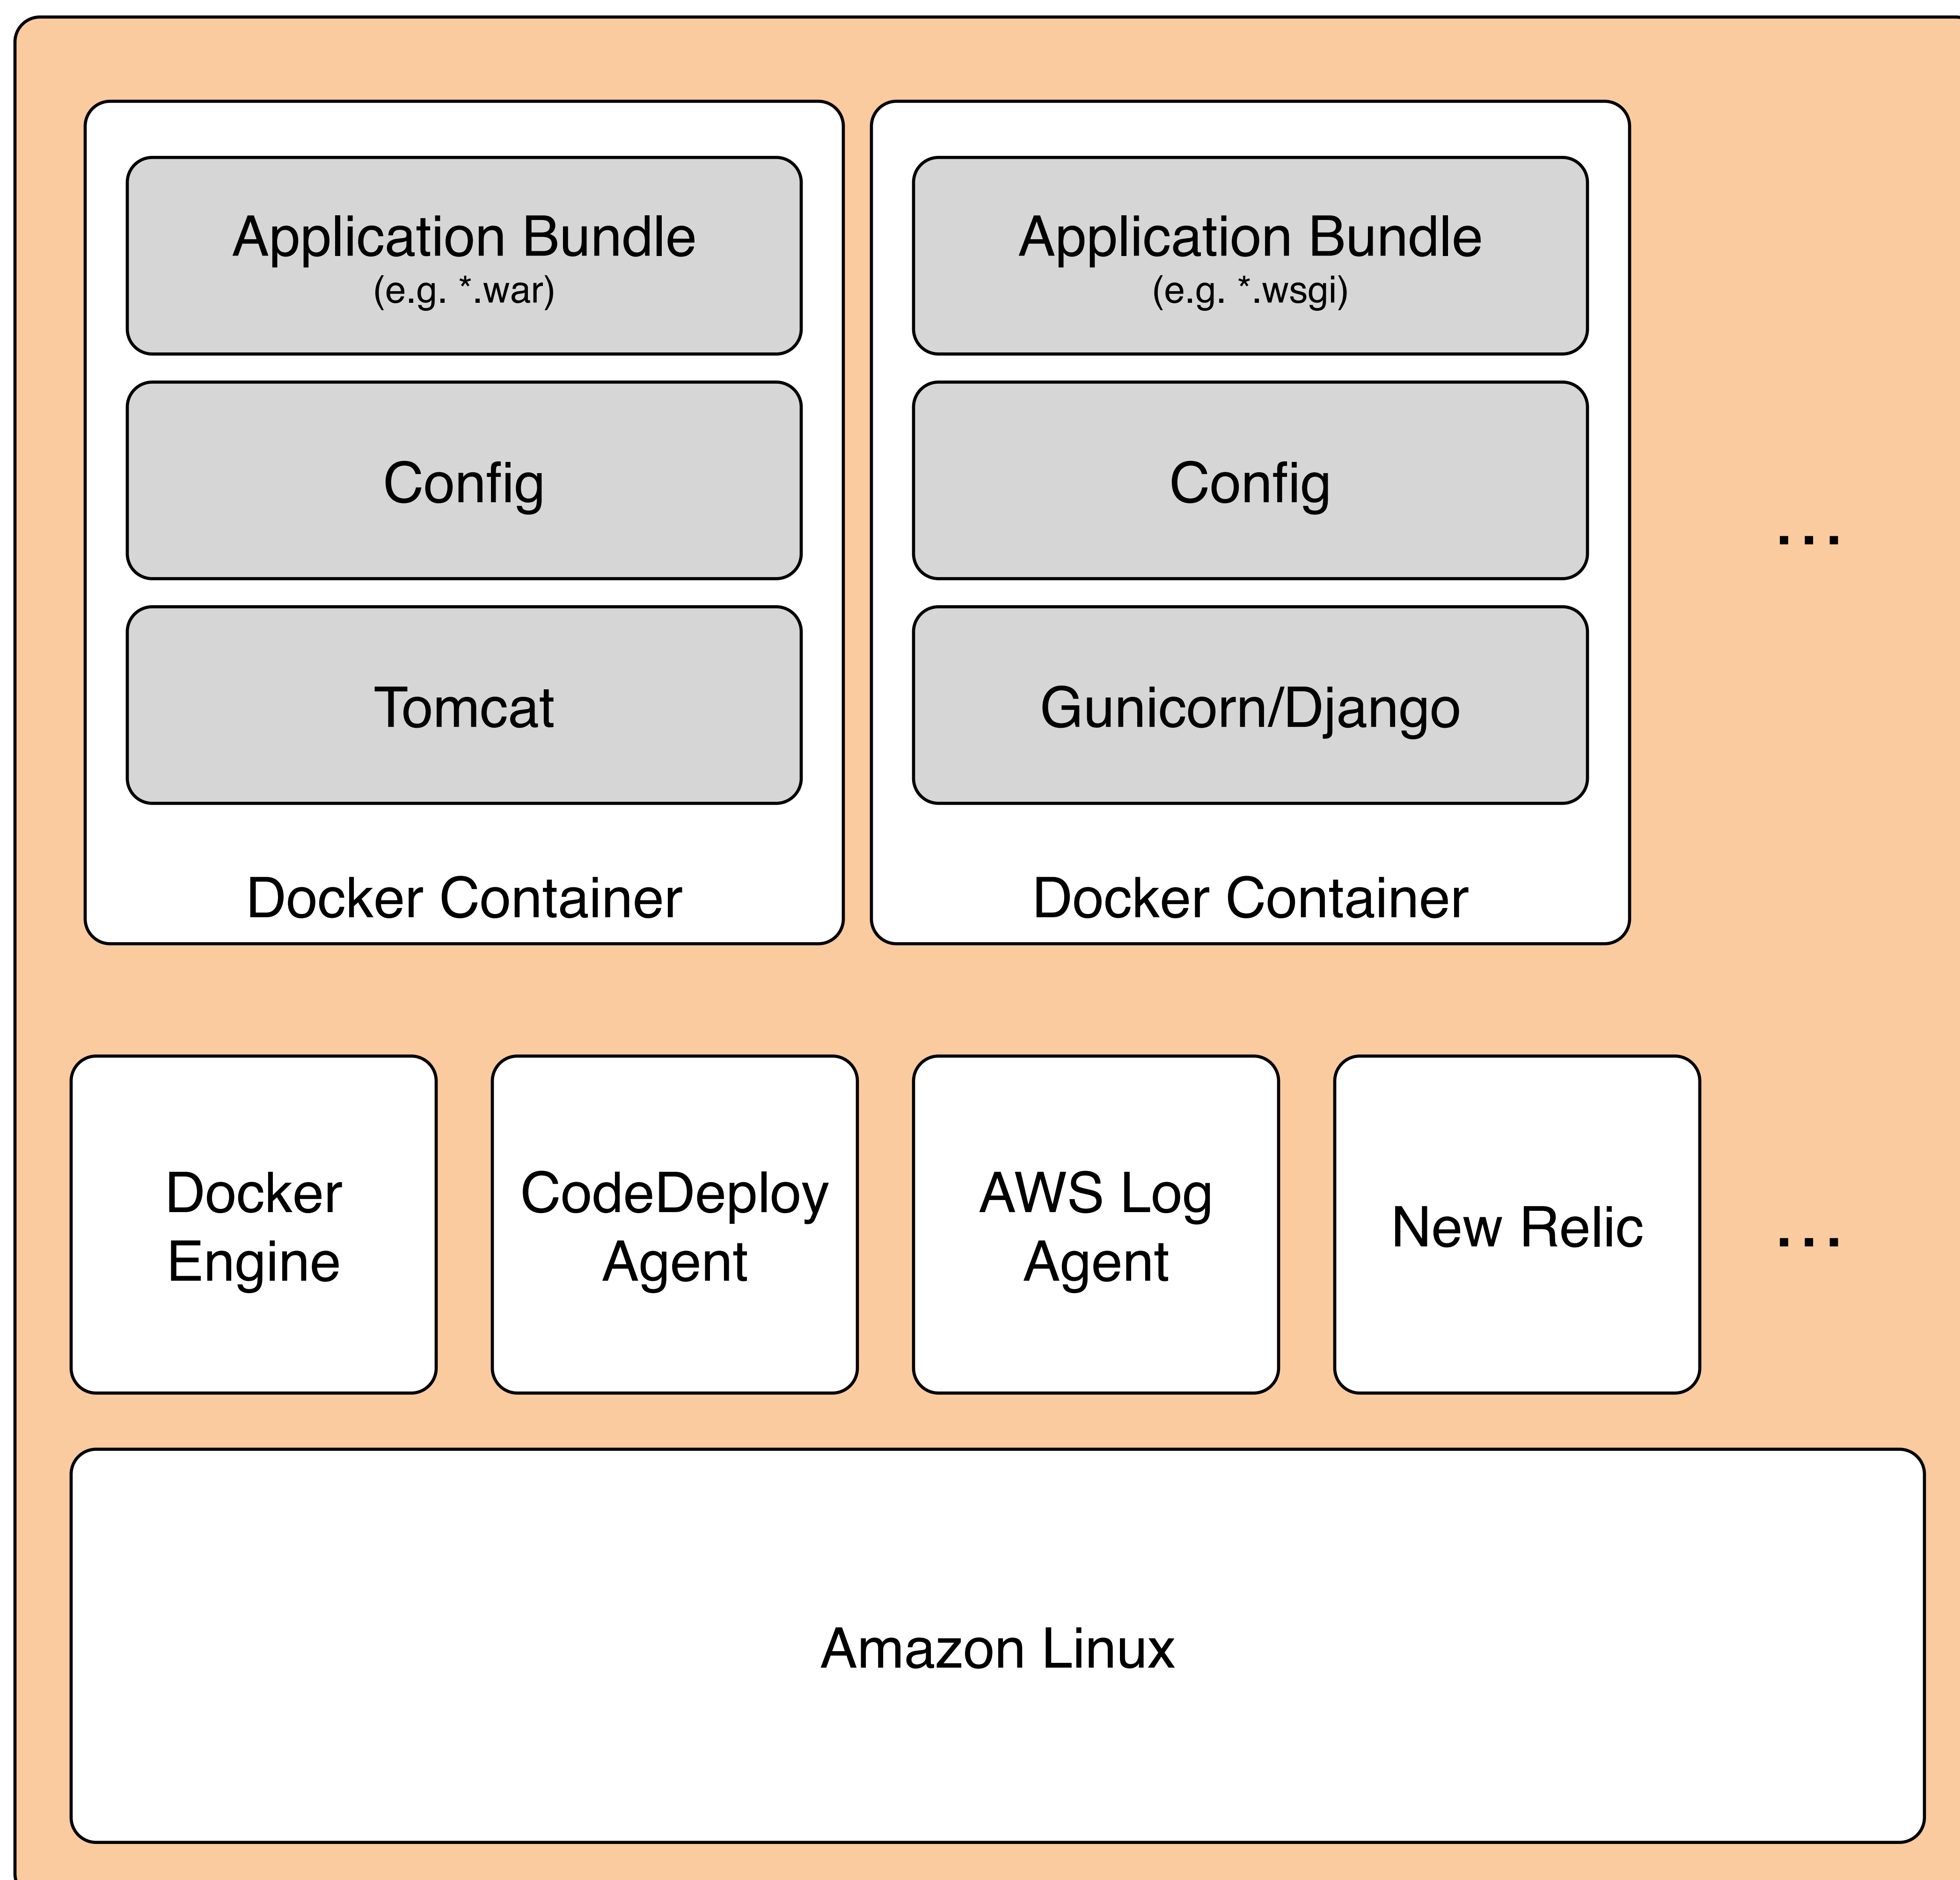 Application Bundle
(e.g. *.war)
Config
Tomcat
Docker Container
Application Bundle
(e.g. *.wsgi)
Config
Gunicorn/Django
Docker Container
...
Docker
Engine
CodeDeploy
Agent
AWS Log
Agent
New Relic
...
Amazon Linux